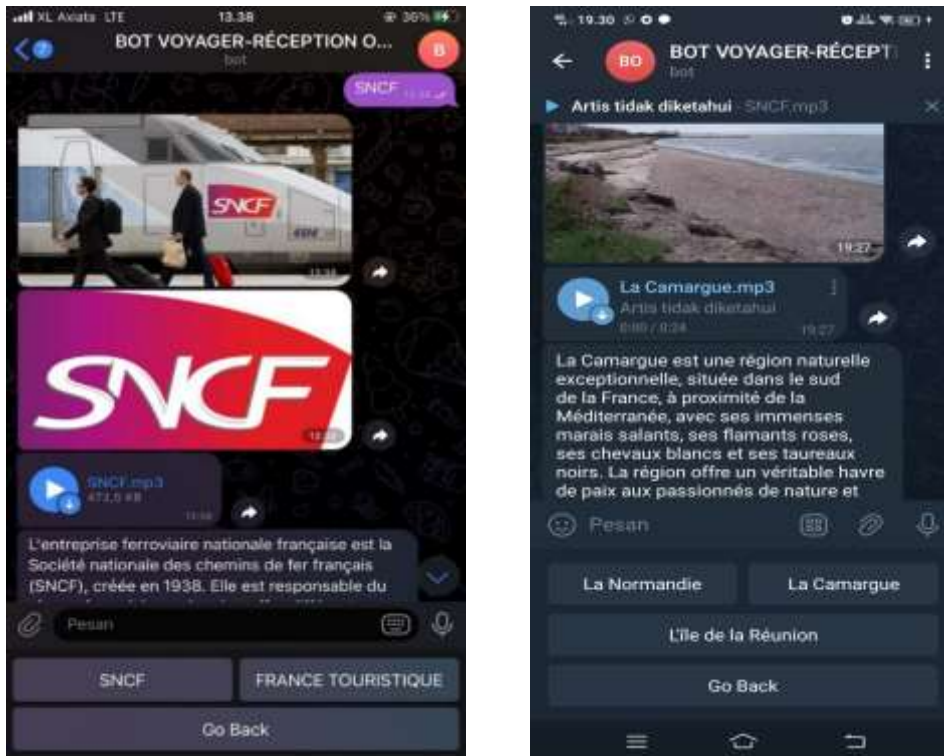 XL Axiata LTE 13.38 36%
BOT VOYAGER-RÉCEPTION O...
bot
B
SNCF
SNCF
13.38
SNCF
SNCF.mp3
473,5 KB
L'entreprise ferroviaire nationale française est la
Société nationale des chemins de fer français
(SNCF), créée en 1938. Elle est responsable du
Pesan
SNCF
FRANCE TOURISTIQUE
Go Back
19.30
BO
BOT VOYAGER-RÉCEPT
bot
Artis tidak diketahui SNCF.mp3
19:27
La Camargue.mp3
Artis tidak diketahui
0:00 / 0:24
19:27
La Camargue est une région naturelle
exceptionnelle, située dans le sud
de la France, à proximité de la
Méditerranée, avec ses immenses
marais salants, ses flamants roses,
ses chevaux blancs et ses taureaux
noirs. La région offre un véritable havre
de paix aux passionnés de nature et
Pesan
La Normandie
La Camargue
L'île de la Réunion
Go Back